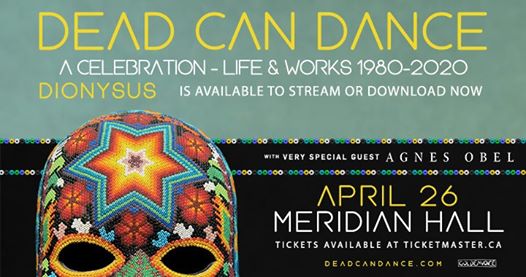 DEAD CAN DANCE
A CELEBRATION - LIFE & WORKS 1980-2020
DIONYSUS IS AVAILABLE TO STREAM OR DOWNLOAD NOW
WITH VERY SPECIAL GUEST AGNES OBEL
APRIL 26
MERIDIAN HALL
TICKETS AVAILABLE AT TICKETMASTER.CA
DEADCANDANCE.COM